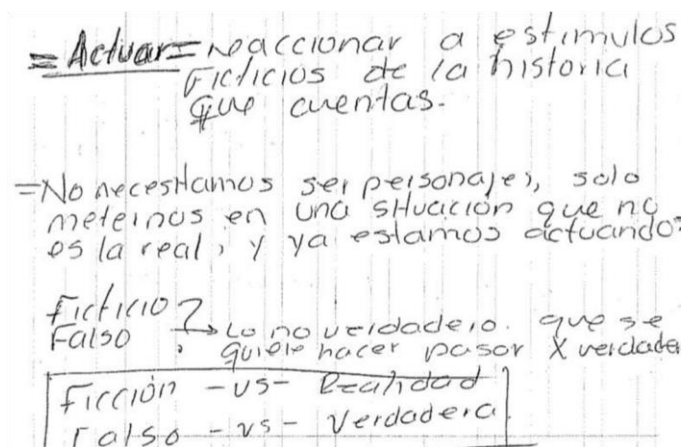 =Actuar= Reaccionar a estimulos
Ficticios de la historia
que cuentas.
=No necesitamos ser personajes, solo
meternos en una situación que no
es la real, y ya estamos actuando?
Ficticio ?
Falso → Lo no verdadero. que se
quiere hacer pasar X verdade
Ficción -vs- Realidad
Falso -vs- Verdadera